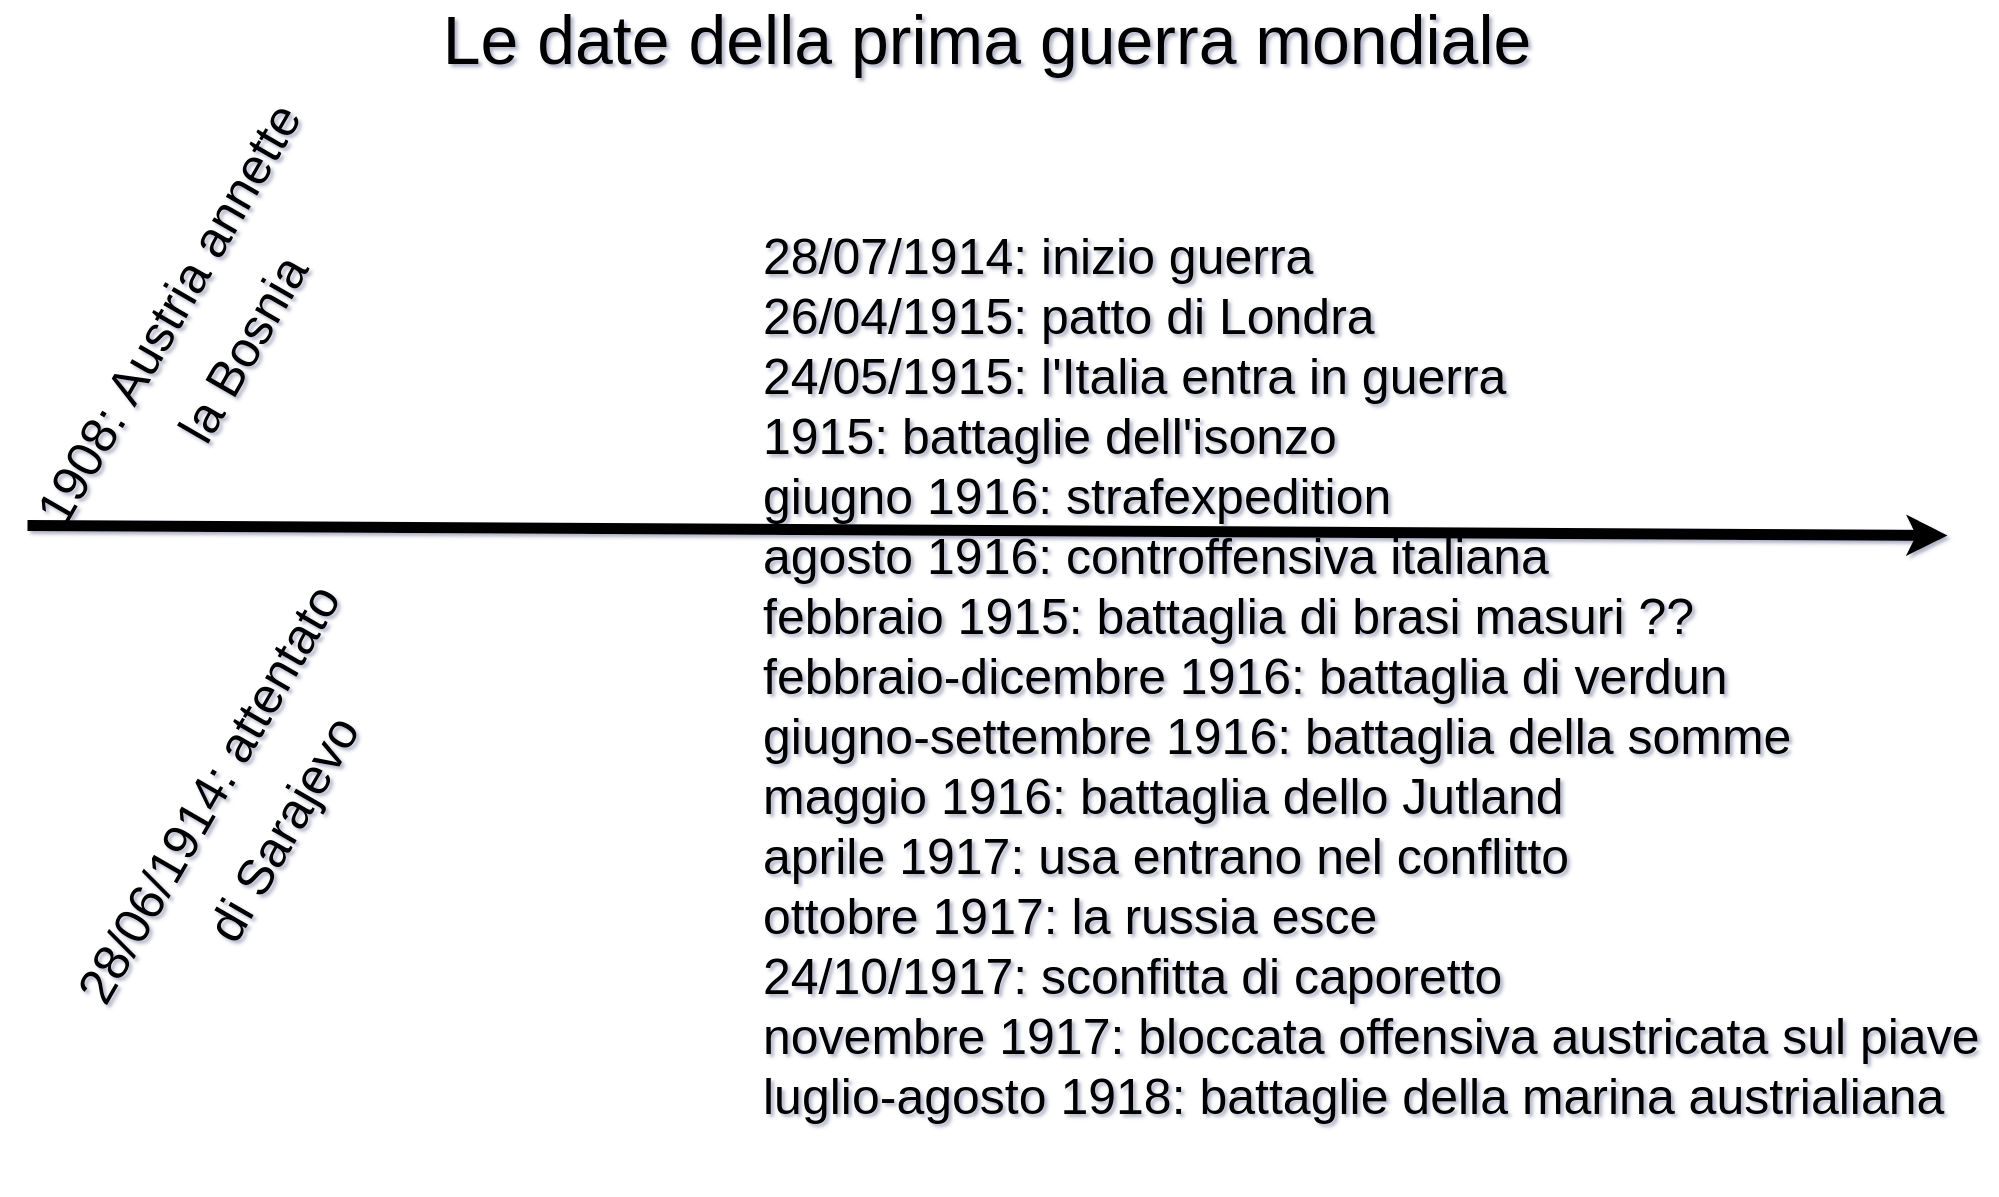 Le date della prima guerra mondiale
1908: Austria annette
la Bosnia
28/06/1914: attentato
di Sarajevo
28/07/1914: inizio guerra
26/04/1915: patto di Londra
24/05/1915: l'Italia entra in guerra
1915: battaglie dell'isonzo
giugno 1916: strafexpedition
agosto 1916: controffensiva italiana
febbraio 1915: battaglia di brasi masuri ??
febbraio-dicembre 1916: battaglia di verdun
giugno-settembre 1916: battaglia della somme
maggio 1916: battaglia dello Jutland
aprile 1917: usa entrano nel conflitto
ottobre 1917: la russia esce
24/10/1917: sconfitta di caporetto
novembre 1917: bloccata offensiva austricata sul piave
luglio-agosto 1918: battaglie della marina austrialiana